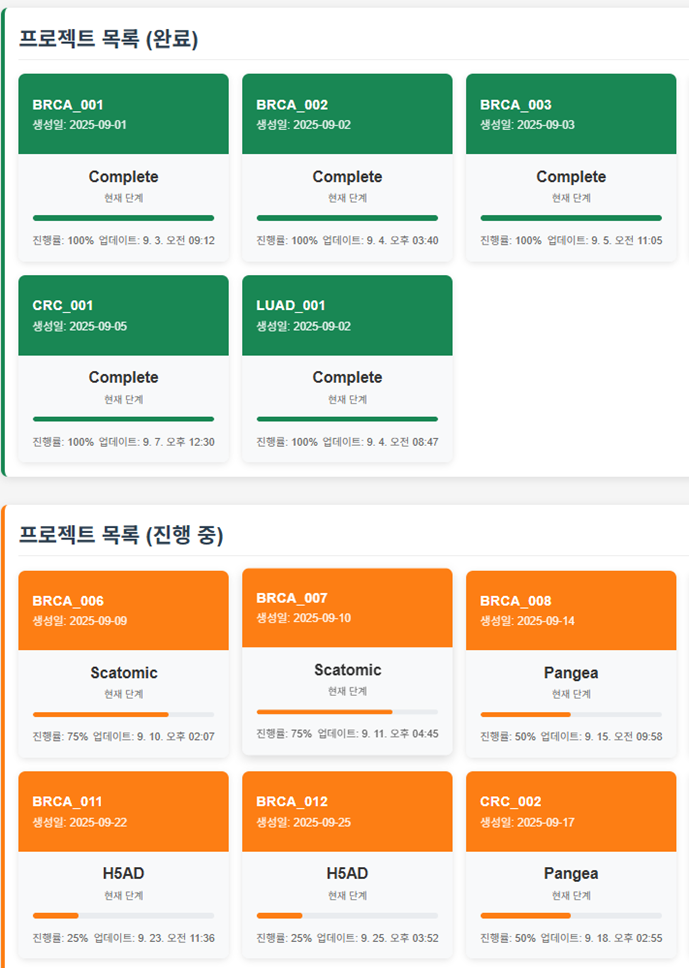 프로젝트 목록 (완료)
BRCA_001
생성일: 2025-09-01
Complete
현재 단계
진행률: 100% 업데이트: 9. 3. 오전 09:12
BRCA_002
생성일: 2025-09-02
Complete
현재 단계
진행률: 100% 업데이트: 9. 4. 오후 03:40
BRCA_003
생성일: 2025-09-03
Complete
현재 단계
진행률: 100% 업데이트: 9. 5. 오전 11:05
CRC_001
생성일: 2025-09-05
Complete
현재 단계
진행률: 100% 업데이트: 9. 7. 오후 12:30
LUAD_001
생성일: 2025-09-02
Complete
현재 단계
진행률: 100% 업데이트: 9. 4. 오전 08:47
프로젝트 목록 (진행 중)
BRCA_006
생성일: 2025-09-09
Scatomic
현재 단계
진행률: 75% 업데이트: 9. 10. 오후 02:07
BRCA_007
생성일: 2025-09-10
Scatomic
현재 단계
진행률: 75% 업데이트: 9. 11. 오후 04:45
BRCA_008
생성일: 2025-09-14
Pangea
현재 단계
진행률: 50% 업데이트: 9. 15. 오전 09:58
BRCA_011
생성일: 2025-09-22
H5AD
현재 단계
진행률: 25% 업데이트: 9. 23. 오전 11:36
BRCA_012
생성일: 2025-09-25
H5AD
현재 단계
진행률: 25% 업데이트: 9. 25. 오후 03:52
CRC_002
생성일: 2025-09-17
Pangea
현재 단계
진행률: 50% 업데이트: 9. 18. 오후 02:55